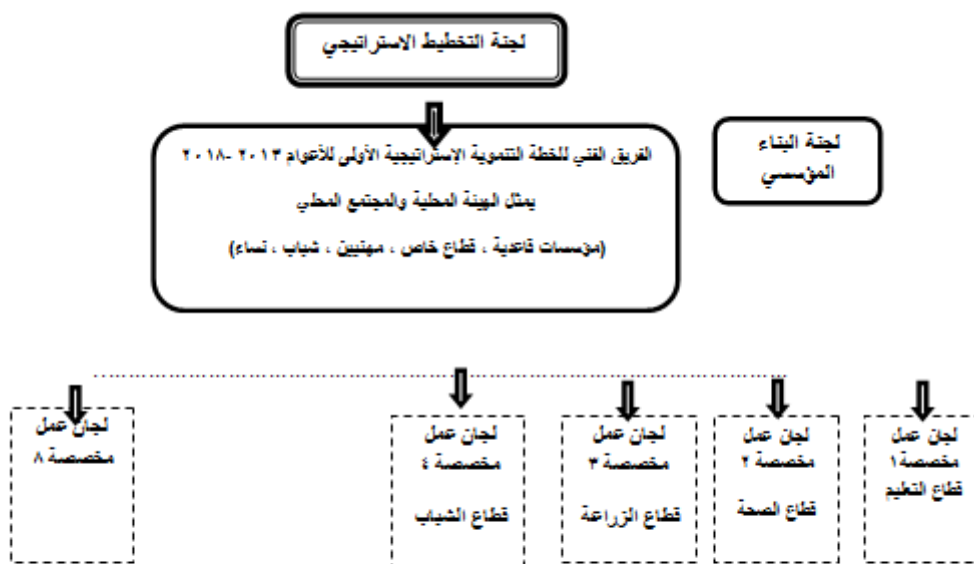 لجنة التخطيط الاستراتيجي
الفريق الفني للخطة التنموية الإستراتيجية الأولى للأعوام ٢٠١٣ -٢٠١٨
يمثل الهيئة المحلية والمجتمع المحلي
(مؤسسات قاعدية ، قطاع خاص ، مهنيين ، شباب ، نساء)
لجنة البناء
المؤسسي
لجان عمل
مخصصة ١
قطاع التعليم
لجان عمل
مخصصة ٢
قطاع الصحة
لجان عمل
مخصصة ٣
قطاع الزراعة
لجان عمل
مخصصة ٤
قطاع الشباب
لجان عمل
مخصصة ٨